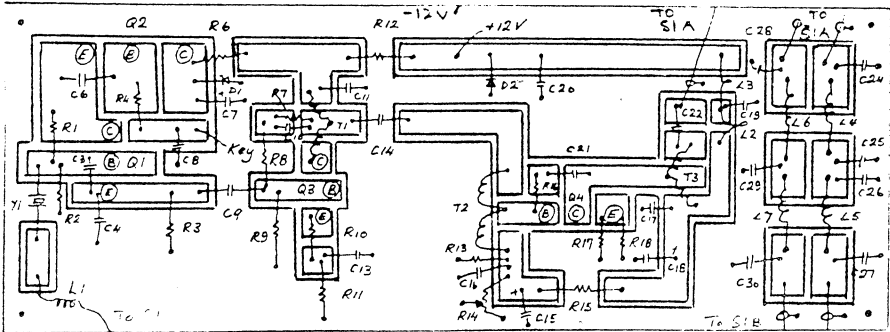 Q2
R6
R12
-12V
+12V
TO
S1A
TO
S1A
C28
E
B
C
C6
R4
D1
C7
R7
C11
D2
C20
C22
C19
L3
L2
L6
L4
C24
R1
C
C8
Key
R8
T1
C14
C21
C3
B
Q1
C
R16
Q4
T3
C29
C25
C26
Y1
R2
E
C4
R3
C9
Q3
B
E
R10
T2
B
C
E
C17
R17
R18
C18
L7
L5
R9
C13
R11
R13
C16
R14
+
C15
R15
C30
C27
L1
To S1B